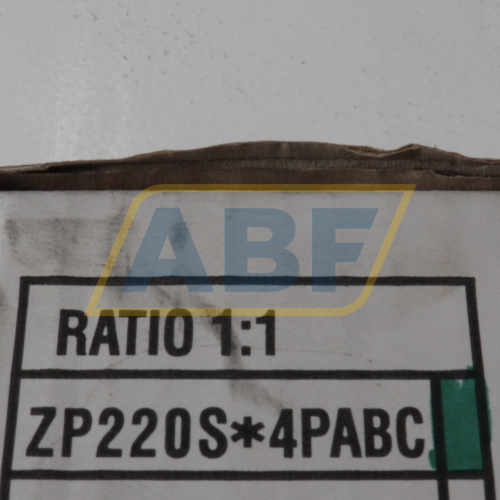 ABF
RATIO 1:1
ZP220S*4PABC